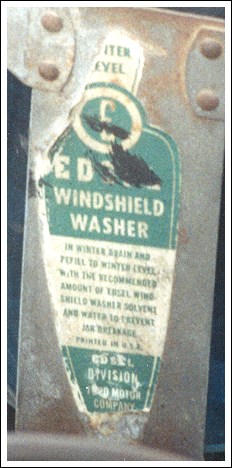 LEVEL
WINDSHIELD
WASHER
IN WINTER DRAIN AND
REFILL TO WINTER LEVEL
WITH THE RECOMMENDED
AMOUNT OF EDSEL WIND-
SHIELD WASHER SOLVENT
AND WATER TO PREVENT
JAR BREAKAGE
PRINTED IN U.S.A.
EDSEL
DIVISION
FORD MOTOR
COMPANY